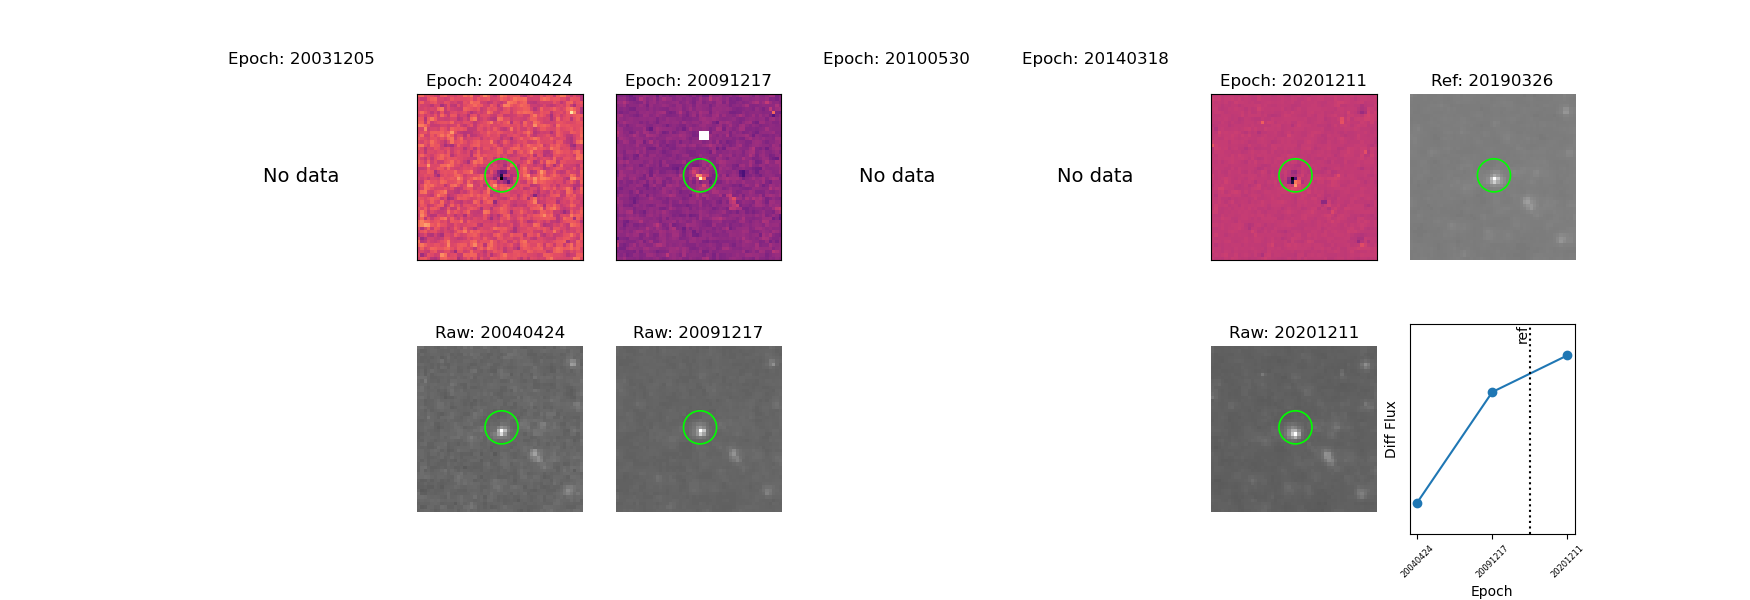 Epoch: 20031205
Epoch: 20040424
Epoch: 20091217
Epoch: 20100530
Epoch: 20140318
Epoch: 20201211
Ref: 20190326
No data
No data
No data
Raw: 20040424
Raw: 20091217
Raw: 20201211
ref
Diff Flux
20040424
20091217
20201211
Epoch